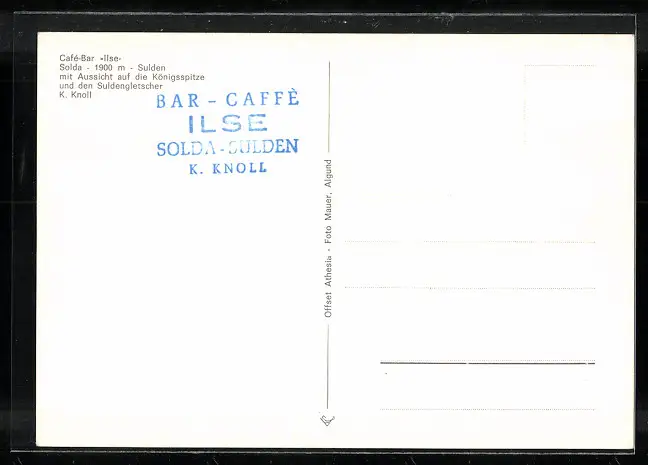 Café-Bar «Ilse»
Solda - 1900 m - Sulden
mit Aussicht auf die Königsspitze
und den Suldengletscher
K. Knoll
BAR - CAFFÈ
ILSE
SOLDA - SULDEN
K. KNOLL
Offset Athesia - Foto Mauer, Algund